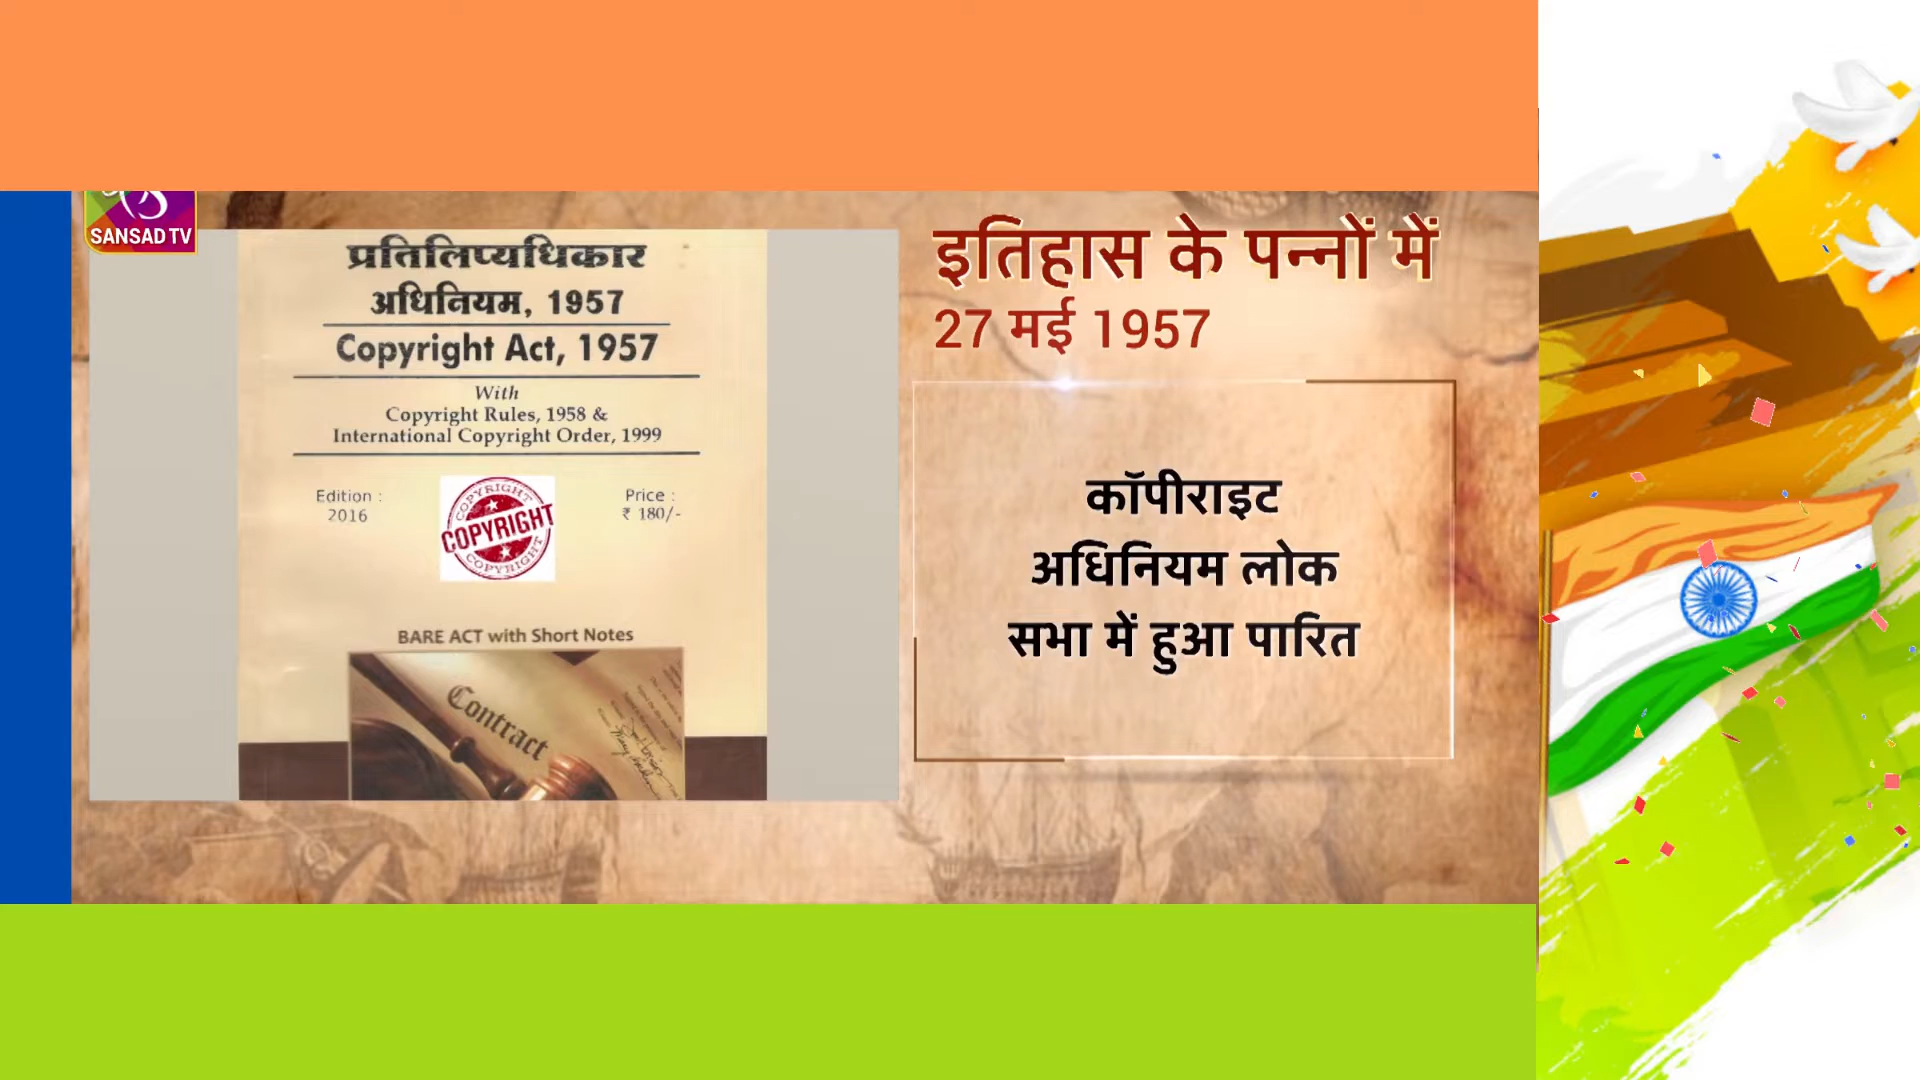 SANSAD TV
प्रतिलिप्यधिकार
अधिनियम, 1957
Copyright Act, 1957
With
Copyright Rules, 1958 &
International Copyright Order, 1999
Edition :
2016
Price :
₹ 180/-
COPYRIGHT
COPYRIGHT
COPYRIGHT
BARE ACT with Short Notes
Contract
इतिहास के पन्नों में
27 मई 1957
कॉपीराइट
अधिनियम लोक
सभा में हुआ पारित